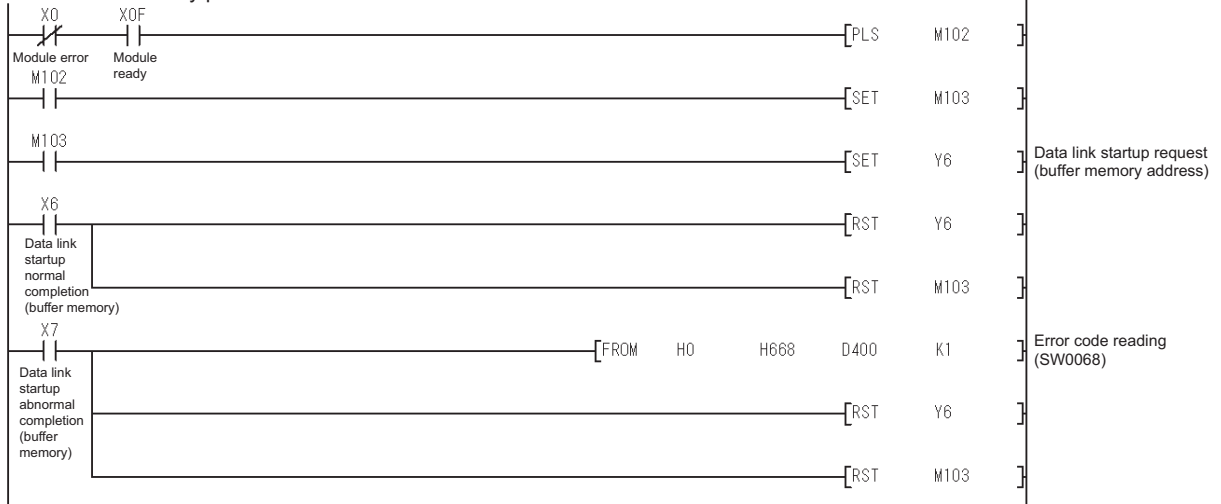 X0 X0F
[PLS M102 ]
Module error Module
ready
M102
[SET M103 ]
M103
[SET Y6 ]
Data link startup request
(buffer memory address)
X6
[RST Y6 ]
Data link
startup
normal
completion
(buffer memory)
[RST M103 ]
X7
[FROM H0 H668 D400 K1 ]
Error code reading
(SW0068)
Data link
startup
abnormal
completion
(buffer
memory)
[RST Y6 ]
[RST M103 ]